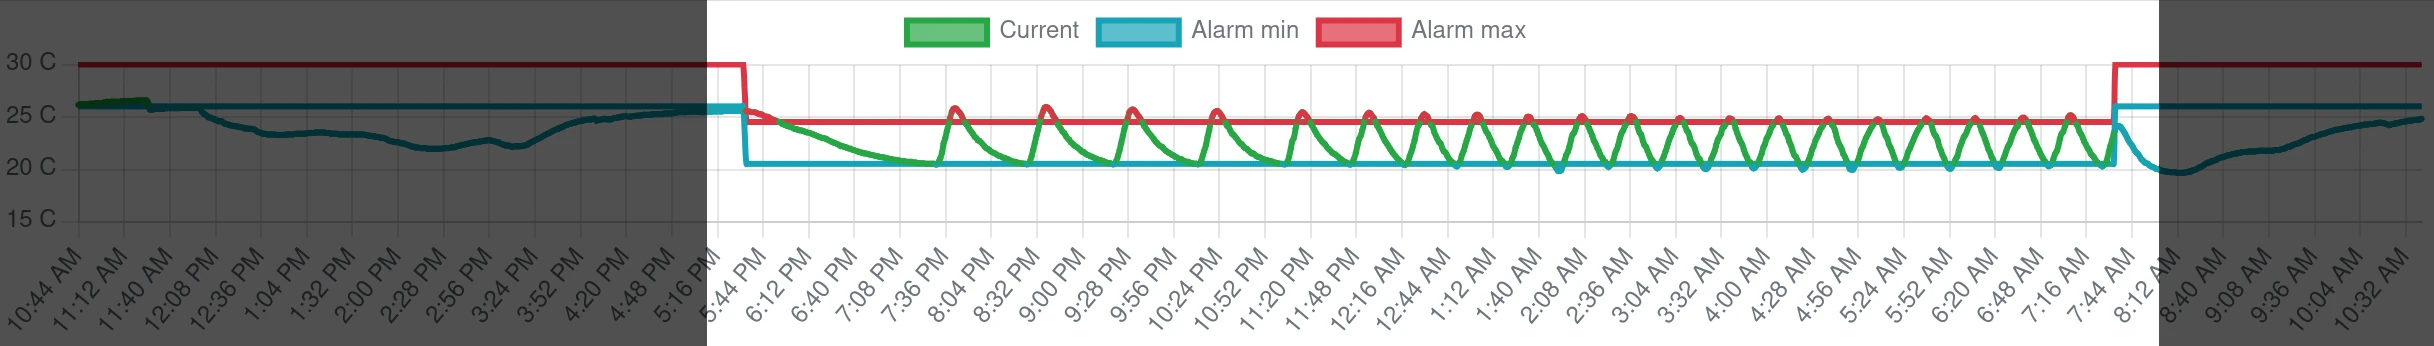 Current Alarm min Alarm max
30 C
25 C
20 C
15 C
10:44 AM 11:12 AM 11:40 AM 12:08 PM 12:36 PM 1:04 PM 1:32 PM 2:00 PM 2:28 PM 2:56 PM 3:24 PM 3:52 PM 4:20 PM 4:48 PM 5:16 PM 5:44 PM 6:12 PM 6:40 PM 7:08 PM 7:36 PM 8:04 PM 8:32 PM 9:00 PM 9:28 PM 9:56 PM 10:24 PM 10:52 PM 11:20 PM 11:48 PM 12:16 AM 12:44 AM 1:12 AM 1:40 AM 2:08 AM 2:36 AM 3:04 AM 3:32 AM 4:00 AM 4:28 AM 4:56 AM 5:24 AM 5:52 AM 6:20 AM 6:48 AM 7:16 AM 7:44 AM 8:12 AM 8:40 AM 9:08 AM 9:36 AM 10:04 AM 10:32 AM